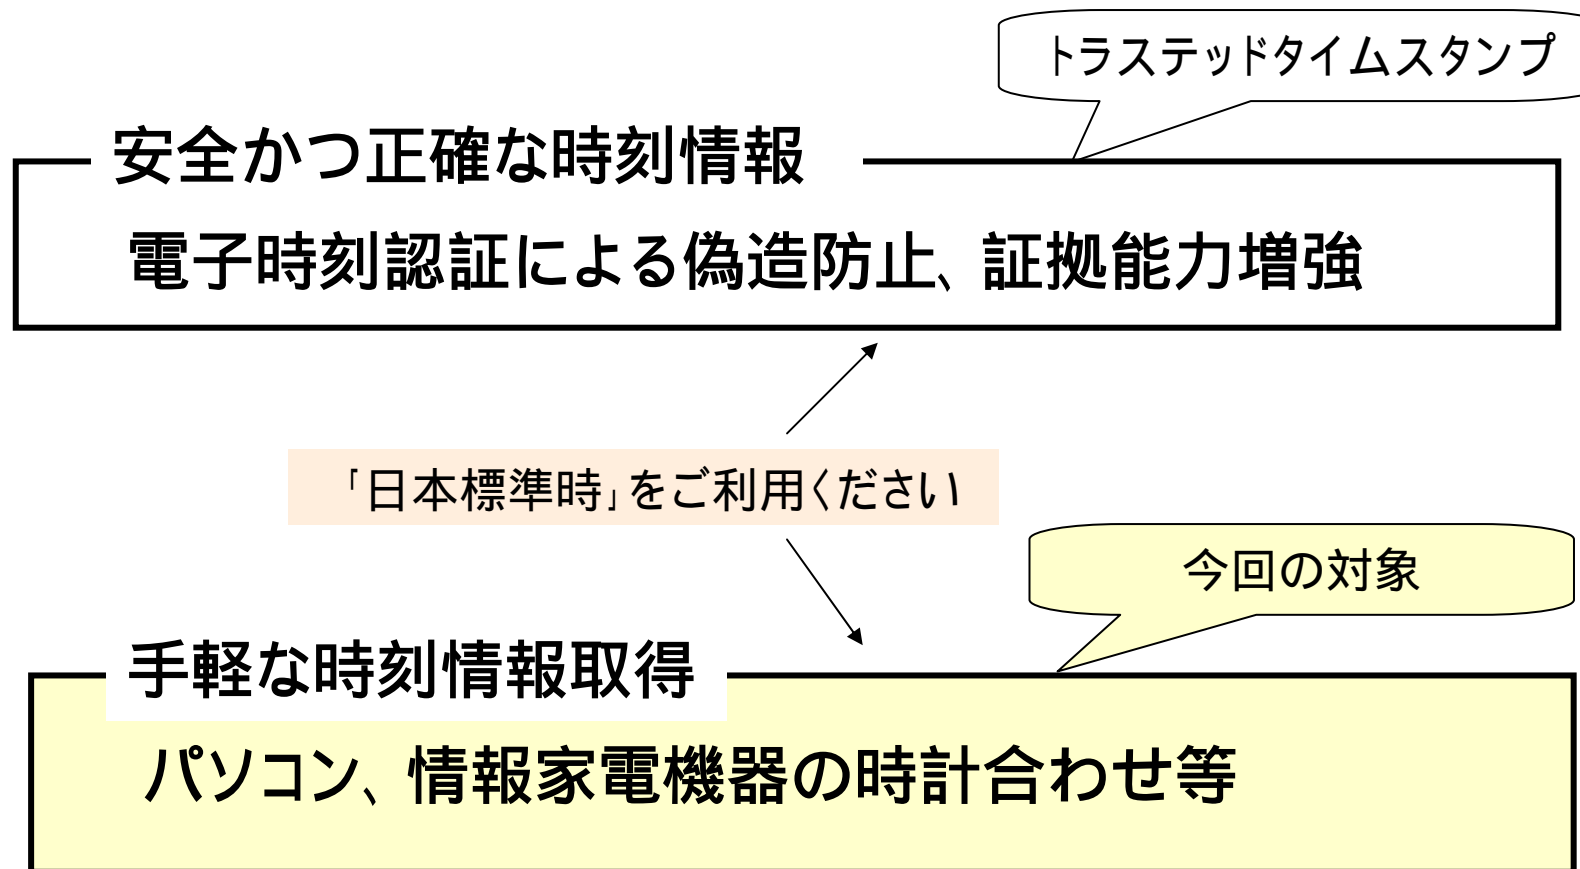 トラステッドタイムスタンプ
安全かつ正確な時刻情報
電子時刻認証による偽造防止、証拠能力増強
「日本標準時」をご利用ください
今回の対象
手軽な時刻情報取得
パソコン、情報家電機器の時計合わせ等